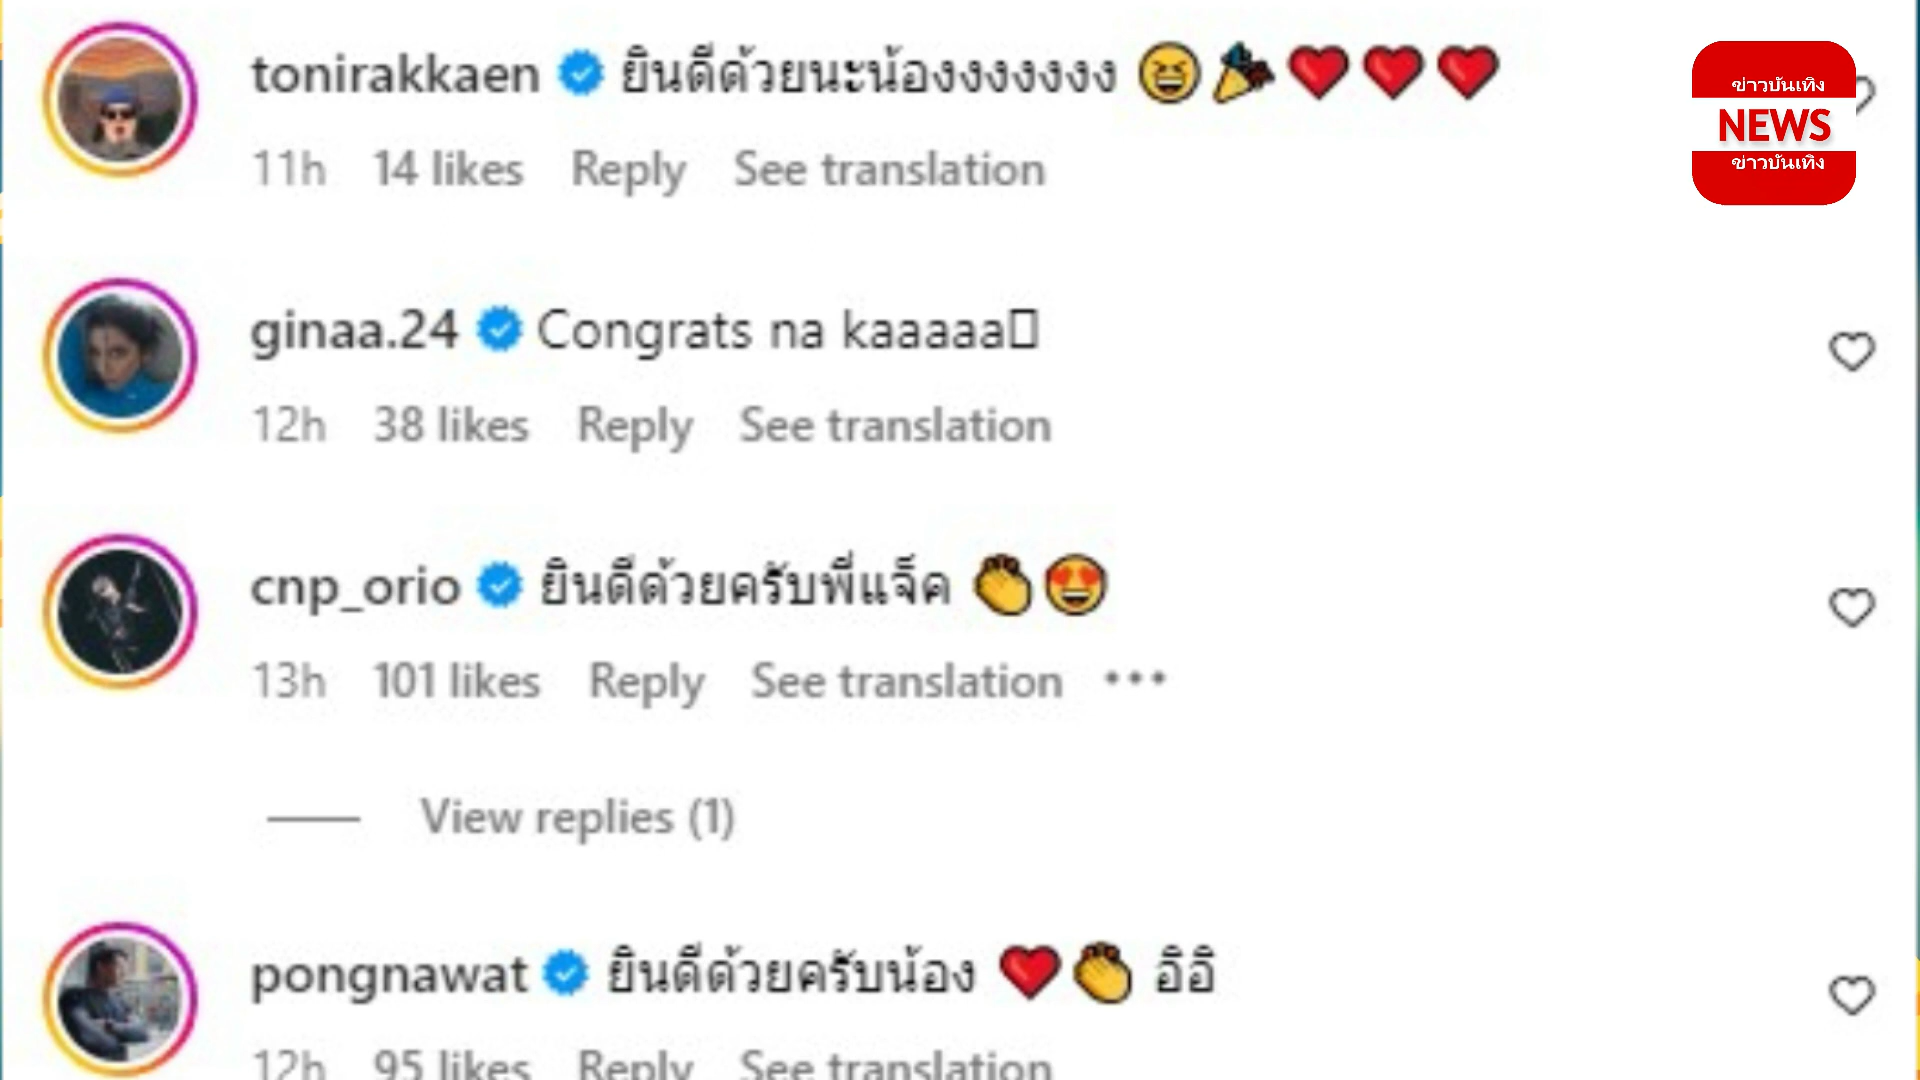 tonirakkaen ยินดีด้วยนะน้องงงงงงง 😆🎉❤️❤️❤️
11h 14 likes Reply See translation
ข่าวบันเทิง
NEWS
ข่าวบันเทิง
ginaa.24 Congrats na kaaaaa
12h 38 likes Reply See translation
cnp_orio ยินดีด้วยครับพี่แจ็ค 👏😍
13h 101 likes Reply See translation •••
View replies (1)
pongnawat ยินดีด้วยครับน้อง ❤️👏 อิอิ
12h 95 likes Reply See translation